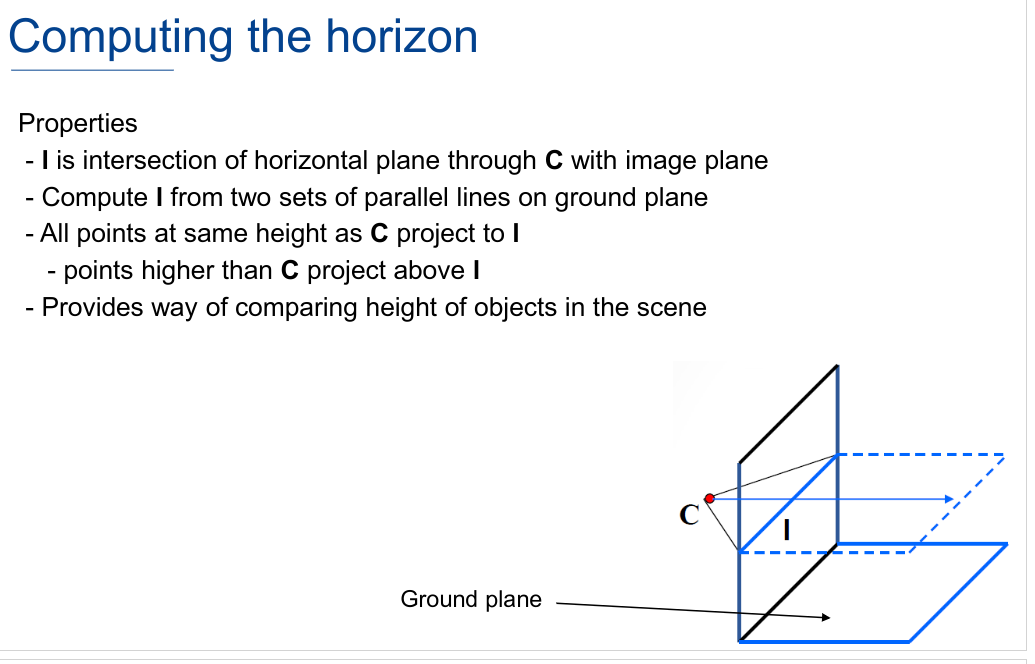 Computing the horizon
Properties
- l is intersection of horizontal plane through C with image plane
- Compute l from two sets of parallel lines on ground plane
- All points at same height as C project to l
- points higher than C project above l
- Provides way of comparing height of objects in the scene
C
l
Ground plane